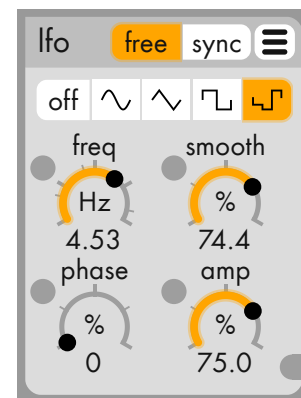 lfo free sync
off
freq smooth
Hz %
4.53 74.4
phase amp
% %
0 75.0